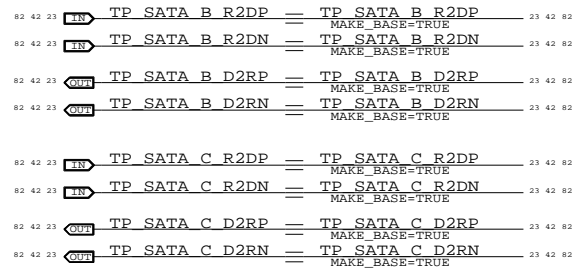 82 42 23 IN TP_SATA_B_R2DP TP_SATA_B_R2DP 23 42 82
MAKE_BASE=TRUE
82 42 23 IN TP_SATA_B_R2DN TP_SATA_B_R2DN 23 42 82
MAKE_BASE=TRUE
82 42 23 OUT TP_SATA_B_D2RP TP_SATA_B_D2RP 23 42 82
MAKE_BASE=TRUE
82 42 23 OUT TP_SATA_B_D2RN TP_SATA_B_D2RN 23 42 82
MAKE_BASE=TRUE
82 42 23 IN TP_SATA_C_R2DP TP_SATA_C_R2DP 23 42 82
MAKE_BASE=TRUE
82 42 23 IN TP_SATA_C_R2DN TP_SATA_C_R2DN 23 42 82
MAKE_BASE=TRUE
82 42 23 OUT TP_SATA_C_D2RP TP_SATA_C_D2RP 23 42 82
MAKE_BASE=TRUE
82 42 23 OUT TP_SATA_C_D2RN TP_SATA_C_D2RN 23 42 82
MAKE_BASE=TRUE